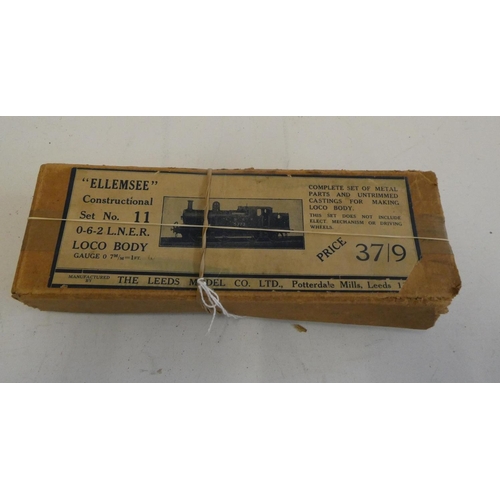 "ELLEMSEE"
Constructional
Set No. 11
0-6-2 L.N.E.R.
LOCO BODY
GAUGE 0
COMPLETE SET OF METAL
PARTS AND UNTRIMMED
CASTINGS FOR MAKING
LOCO BODY.
THIS SET DOES NOT INCLUDE
ELECT. MECHANISM OR DRIVING
WHEELS.
PRICE 37/9
MANUFACTURED
BY
THE LEEDS MODEL CO. LTD., Potterdale Mills, Leeds